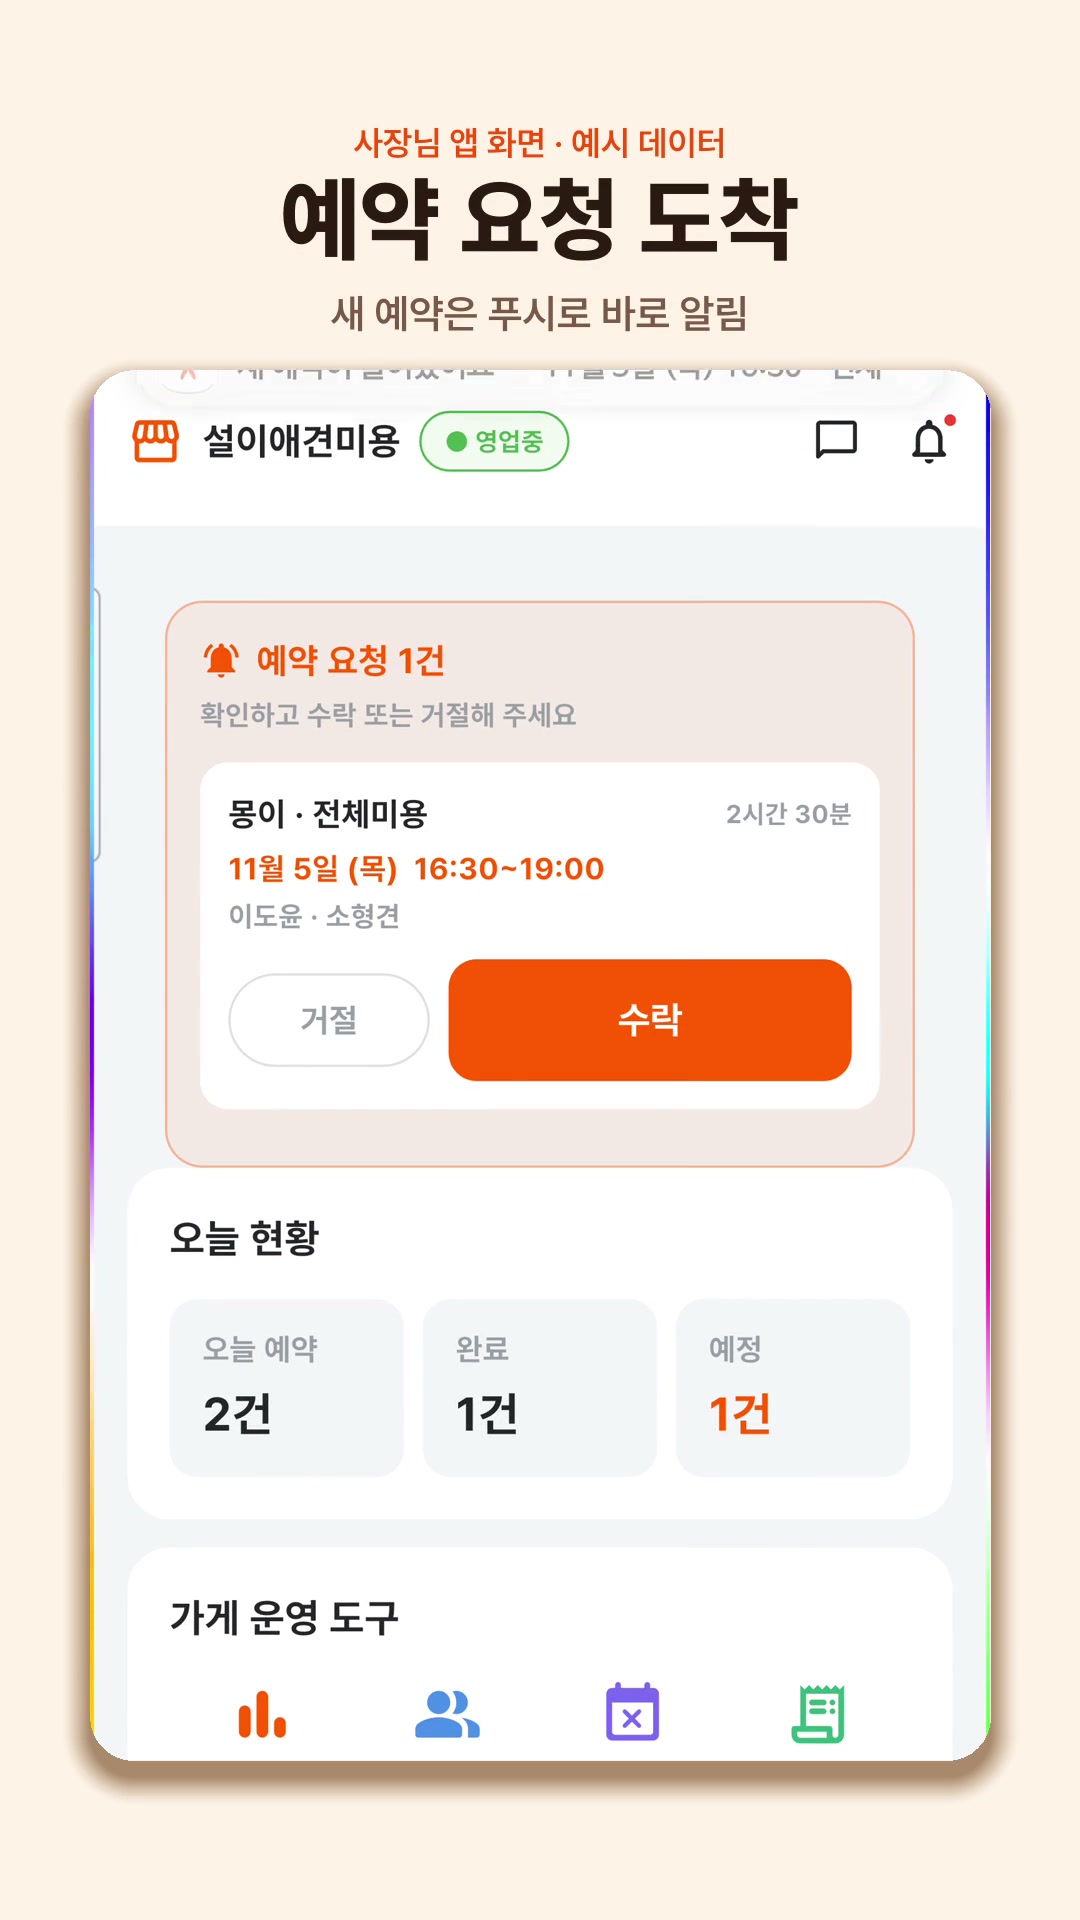 사장님 앱 화면 · 예시 데이터
예약 요청 도착
새 예약은 푸시로 바로 알림
설이애견미용
영업중
예약 요청 1건
확인하고 수락 또는 거절해 주세요
몽이 · 전체미용 2시간 30분
11월 5일 (목) 16:30~19:00
이도윤 · 소형견
거절 수락
오늘 현황
오늘 예약 완료 예정
2건 1건 1건
가게 운영 도구